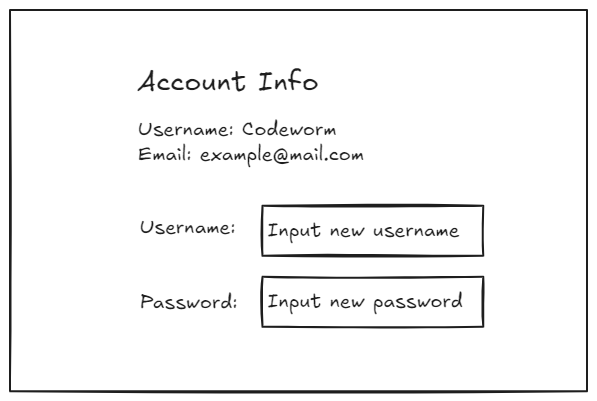 Account Info
Username: Codeworm
Email: example@mail.com
Username: Input new username
Password: Input new password